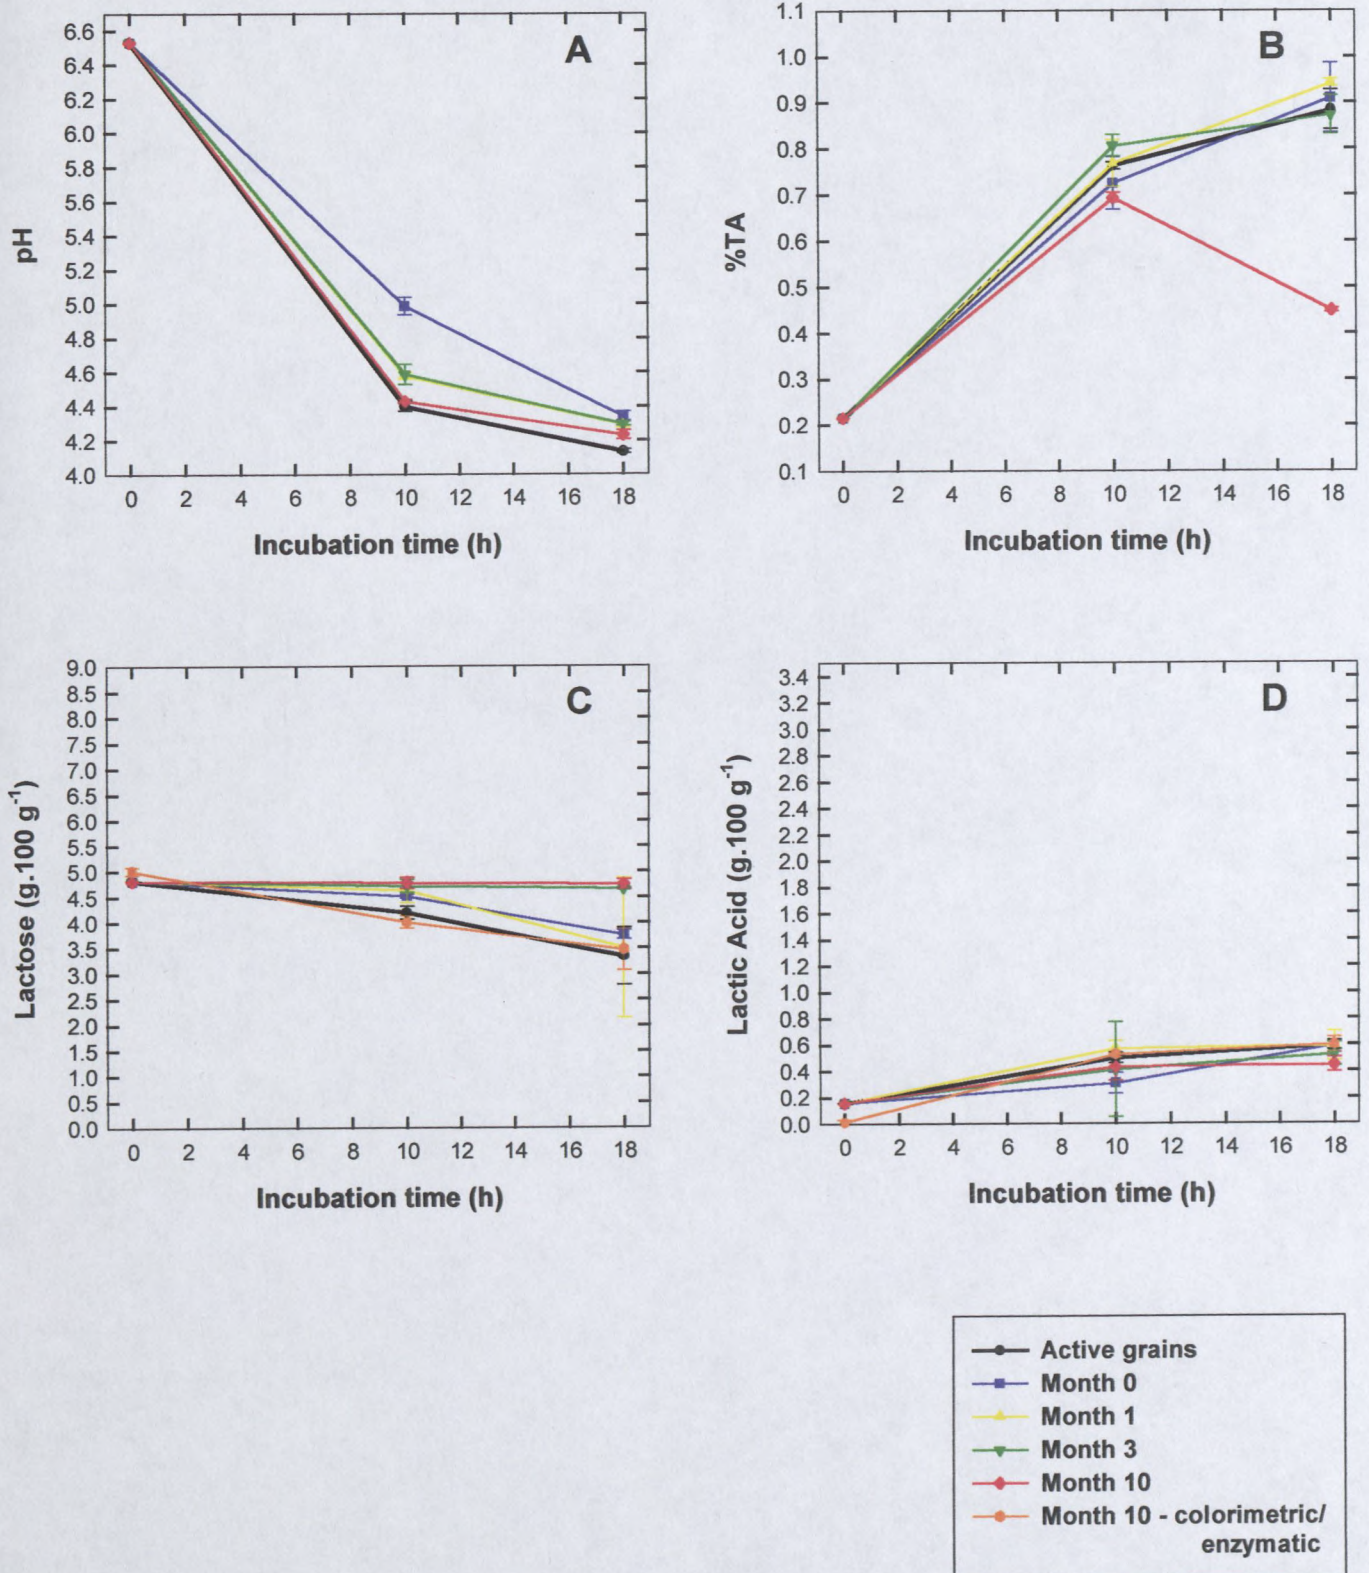 A
pH
6.6
6.4
6.2
6.0
5.8
5.6
5.4
5.2
5.0
4.8
4.6
4.4
4.2
4.0
0 2 4 6 8 10 12 14 16 18
Incubation time (h)
B
%TA
1.1
1.0
0.9
0.8
0.7
0.6
0.5
0.4
0.3
0.2
0.1
0 2 4 6 8 10 12 14 16 18
Incubation time (h)
C
Lactose (g.100 g-1)
9.0
8.5
8.0
7.5
7.0
6.5
6.0
5.5
5.0
4.5
4.0
3.5
3.0
2.5
2.0
1.5
1.0
0.5
0.0
0 2 4 6 8 10 12 14 16 18
Incubation time (h)
D
Lactic Acid (g.100 g-1)
3.4
3.2
3.0
2.8
2.6
2.4
2.2
2.0
1.8
1.6
1.4
1.2
1.0
0.8
0.6
0.4
0.2
0.0
0 2 4 6 8 10 12 14 16 18
Incubation time (h)
Active grains
Month 0
Month 1
Month 3
Month 10
Month 10 - colorimetric/
enzymatic